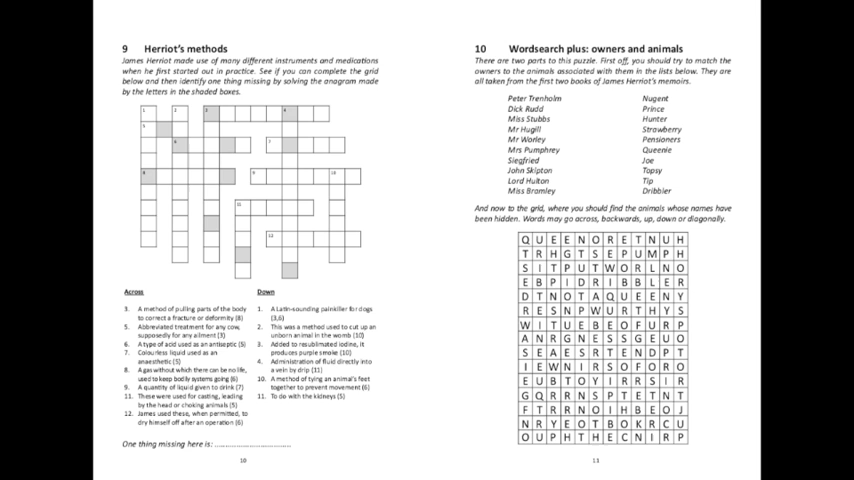 9 Herriot's methods
James Herriot made use of many different instruments and medications
when he first started out in practice. See if you can complete the grid
below and then identify one thing missing by solving the anagram made
by the letters in the shaded boxes.
1 2 3 4
5
6 7
8 9 10
11
12
Across
3. A method of pulling parts of the body
to correct a fracture or deformity (8)
5. Abbreviated treatment for any cow,
supposedly for any ailment (3)
6. A type of acid used as an antiseptic (5)
7. Colourless liquid used as an
anaesthetic (5)
8. A gas without which there can be no life,
used to keep bodily systems going (6)
9. A quantity of liquid given to drink (7)
11. These were used for casting, leading
by the head or choking animals (5)
12. James used these, when permitted, to
dry himself off after an operation (6)
Down
1. A Latin-sounding painkiller for dogs
(3,6)
2. This was a method used to cut up an
unborn animal in the womb (10)
3. Added to resublimated iodine, it
produces purple smoke (10)
4. Administration of fluid directly into
a vein by drip (11)
10. A method of tying an animal's feet
together to prevent movement (6)
11. To do with the kidneys (5)
One thing missing here is: ...................................
10
10 Wordsearch plus: owners and animals
There are two parts to this puzzle. First off, you should try to match the
owners to the animals associated with them in the lists below. They are
all taken from the first two books of James Herriot's memoirs.
Peter Trenholm Nugent
Dick Rudd Prince
Miss Stubbs Hunter
Mr Hugill Strawberry
Mr Worley Pensioners
Mrs Pumphrey Queenie
Siegfried Joe
John Skipton Topsy
Lord Hulton Tip
Miss Bramley Dribbler
And now to the grid, where you should find the animals whose names have
been hidden. Words may go across, backwards, up, down or diagonally.
Q U E E N O R E T N U H
T R H G T S E P U M P H
S I T P U T W O R L N O
E B P I D R I B B L E R
D T N O T A Q U E E N Y
R E S N P W U R T H Y S
W I T U E B E O F U R P
A N R G N E S S G E U O
S E A E S R T E N D P T
I E W N I R S O F O R O
E U B T O Y I R R S I R
G Q R R N S P T E T N T
F T R R N O I H B E O J
N R Y E O T B O K R C U
O U P H T H E C N I R P
11